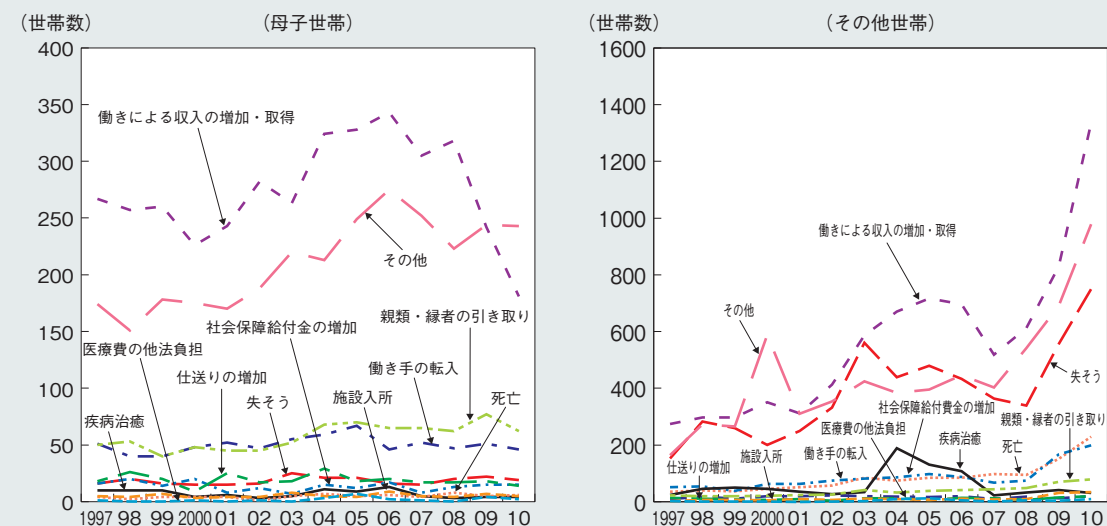 （世帯数）
（母子世帯）
400
350
300
250
200
150
100
50
0
働きによる収入の増加・取得
その他
社会保障給付金の増加
親類・縁者の引き取り
医療費の他法負担
仕送りの増加
働き手の転入
失そう
施設入所
死亡
疾病治癒
1997 98 99 2000 01 02 03 04 05 06 07 08 09 10
（世帯数）
（その他世帯）
1600
1400
1200
1000
800
600
400
200
0
働きによる収入の増加・取得
その他
失そう
社会保障給付費金の増加
親類・縁者の引き取り
医療費の他法負担
疾病治癒
死亡
働き手の転入
施設入所
仕送りの増加
1997 98 99 2000 01 02 03 04 05 06 07 08 09 10